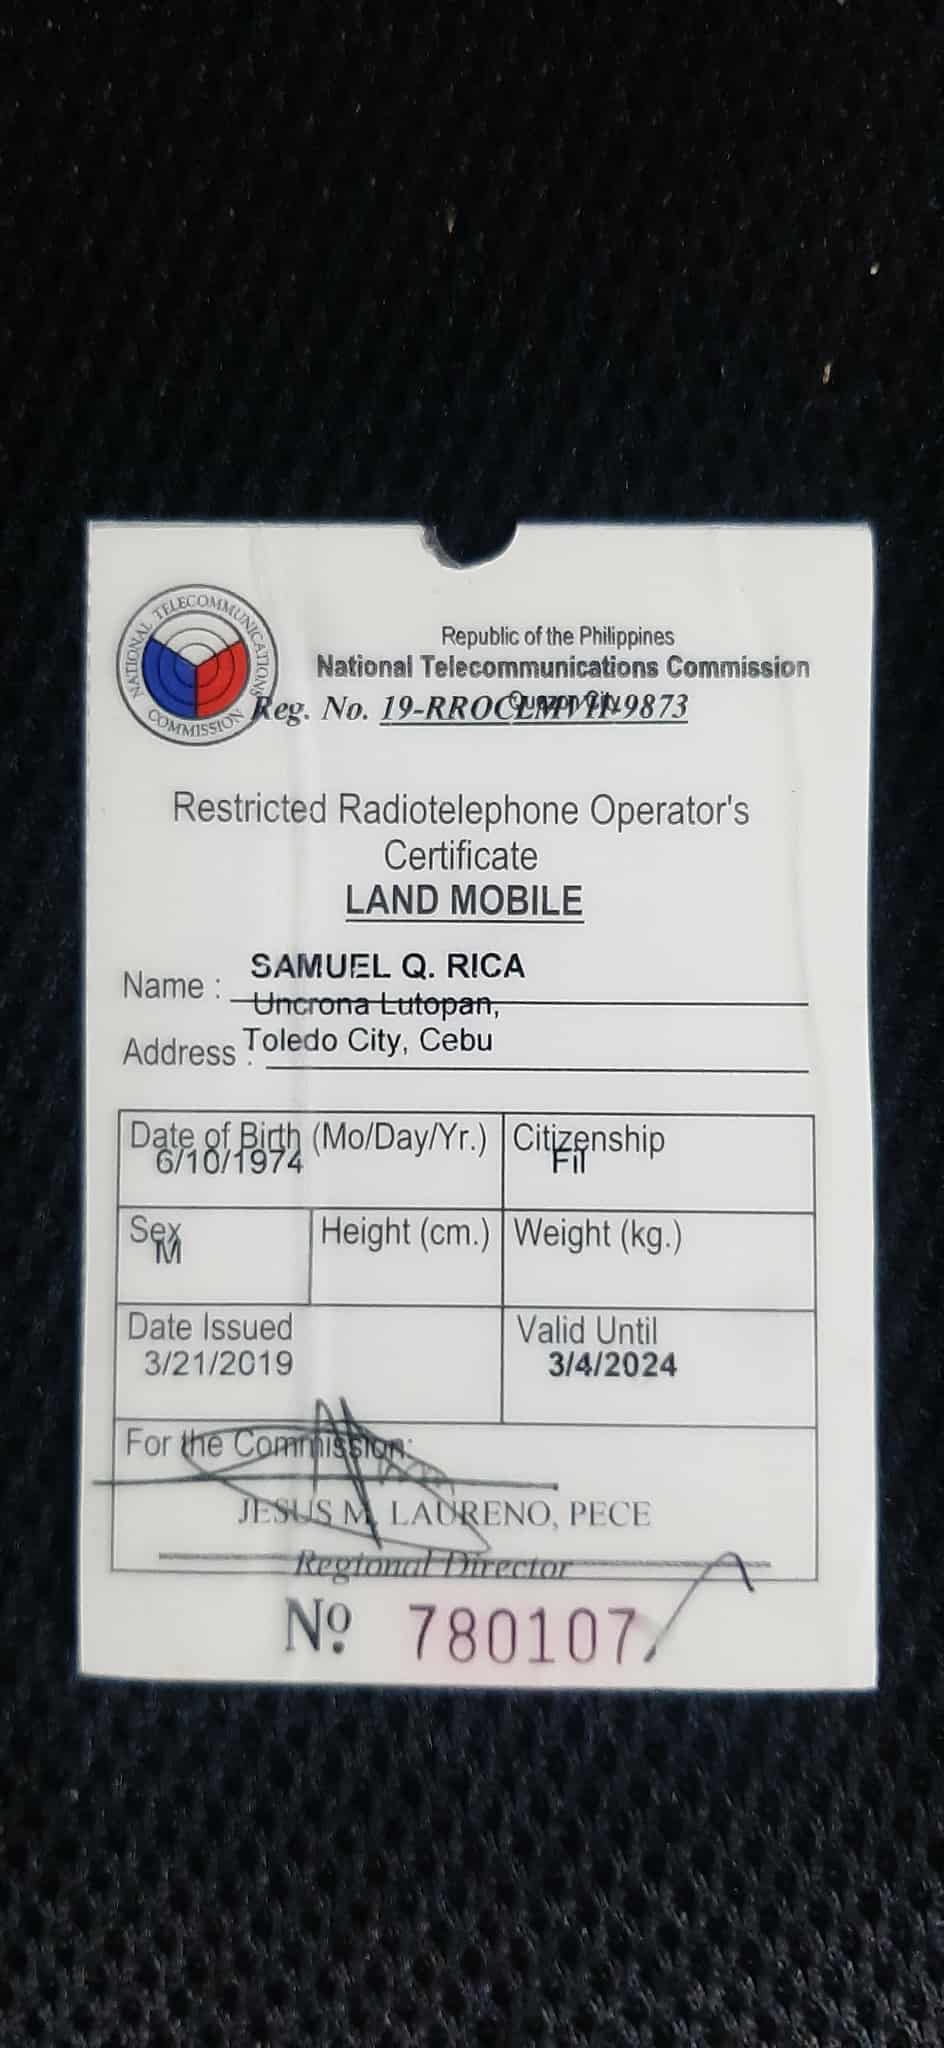 NATIONAL TELECOMMUNICATIONS COMMISSION
Republic of the Philippines
National Telecommunications Commission
Quezon City
Reg. No. 19-RROCLMVII-9873
Restricted Radiotelephone Operator's
Certificate
LAND MOBILE
Name : SAMUEL Q. RICA
Uncrona Lutopan,
Address : Toledo City, Cebu
Date of Birth (Mo/Day/Yr.) Citizenship
6/10/1974 Fil
Sex Height (cm.) Weight (kg.)
M
Date Issued Valid Until
3/21/2019 3/4/2024
For the Commission:
JESUS M. LAURENO, PECE
Regional Director
Nº 780107